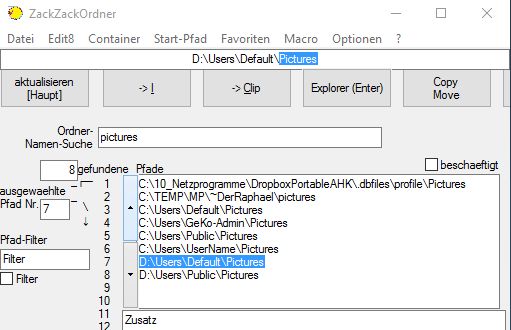 ZackZackOrdner
Datei Edit8 Container Start-Pfad Favoriten Macro Optionen ?
D:\Users\Default\Pictures
aktualisieren
[Haupt]
-> I
-> Clip
Explorer (Enter)
Copy
Move
Ordner-
Namen-Suche
pictures
8 gefundene Pfade
beschaeftigt
ausgewaehlte
Pfad Nr. 7
\
↓
Pfad-Filter
Filter
Filter
1 C:\10_Netzprogramme\DropboxPortableAHK\.dbfiles\profile\Pictures
2 C:\TEMP\MP\~DerRaphael\pictures
3 C:\Users\Default\Pictures
4 C:\Users\GeKo-Admin\Pictures
5 C:\Users\Public\Pictures
6 C:\Users\UserName\Pictures
7 D:\Users\Default\Pictures
8 D:\Users\Public\Pictures
9
10
11
12
Zusatz